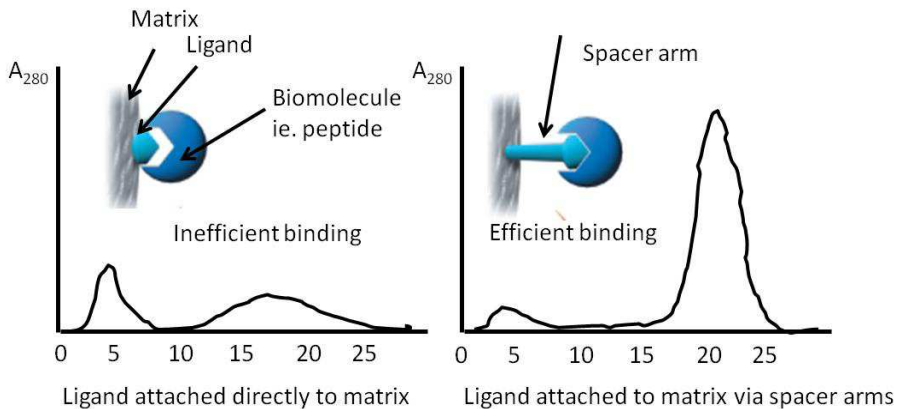 Matrix
Ligand
A280
Biomolecule
ie. peptide
Inefficient binding
0 5 10 15 20 25
Ligand attached directly to matrix
Spacer arm
A280
Efficient binding
0 5 10 15 20 25
Ligand attached to matrix via spacer arms